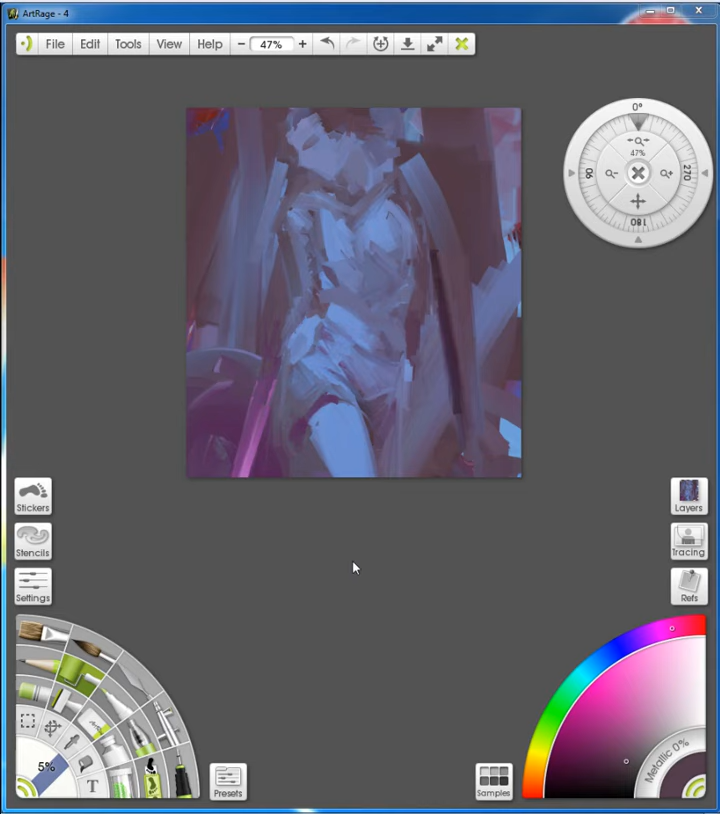 ArtRage - 4
File Edit Tools View Help − 47% +
0°
47%
90 270
180
Stickers
Layers
Stencils
Tracing
Settings
Refs
5%
T
Presets
Samples
Metallic 0%